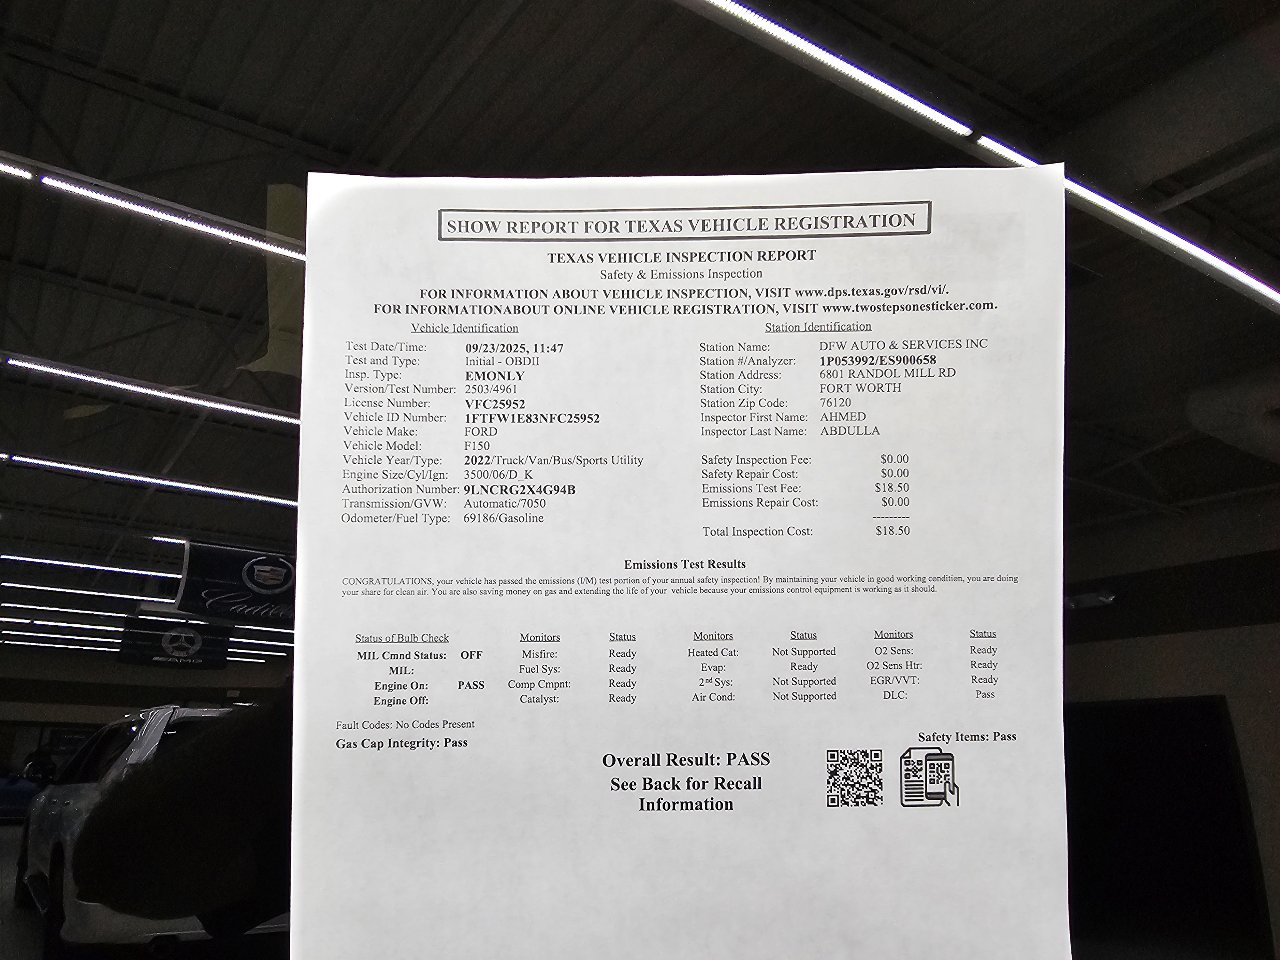 SHOW REPORT FOR TEXAS VEHICLE REGISTRATION
TEXAS VEHICLE INSPECTION REPORT
Safety & Emissions Inspection
FOR INFORMATION ABOUT VEHICLE INSPECTION, VISIT www.dps.texas.gov/rsd/vi/.
FOR INFORMATIONABOUT ONLINE VEHICLE REGISTRATION, VISIT www.twostepsonesticker.com.
Vehicle Identification
Test Date/Time: 09/23/2025, 11:47
Test and Type: Initial - OBDII
Insp. Type: EMONLY
Version/Test Number: 2503/4961
License Number: VFC25952
Vehicle ID Number: 1FTFW1E83NFC25952
Vehicle Make: FORD
Vehicle Model: F150
Vehicle Year/Type: 2022/Truck/Van/Bus/Sports Utility
Engine Size/Cyl/Ign: 3500/06/D_K
Authorization Number: 9LNCRG2X4G94B
Transmission/GVW: Automatic/7050
Odometer/Fuel Type: 69186/Gasoline
Station Identification
Station Name: DFW AUTO & SERVICES INC
Station #/Analyzer: 1P053992/ES900658
Station Address: 6801 RANDOL MILL RD
Station City: FORT WORTH
Station Zip Code: 76120
Inspector First Name: AHMED
Inspector Last Name: ABDULLA
Safety Inspection Fee: $0.00
Safety Repair Cost: $0.00
Emissions Test Fee: $18.50
Emissions Repair Cost: $0.00
---------
Total Inspection Cost: $18.50
Emissions Test Results
CONGRATULATIONS, your vehicle has passed the emissions (I/M) test portion of your annual safety inspection! By maintaining your vehicle in good working condition, you are doing
your share for clean air. You are also saving money on gas and extending the life of your vehicle because your emissions control equipment is working as it should.
Status of Bulb Check Monitors Status Monitors Status Monitors Status
MIL Cmnd Status: OFF Misfire: Ready Heated Cat: Not Supported O2 Sens: Ready
MIL: Fuel Sys: Ready Evap: Ready O2 Sens Htr: Ready
Engine On: PASS Comp Cmpnt: Ready 2nd Sys: Not Supported EGR/VVT: Ready
Engine Off: Catalyst: Ready Air Cond: Not Supported DLC: Pass
Fault Codes: No Codes Present
Gas Cap Integrity: Pass
Safety Items: Pass
Overall Result: PASS
See Back for Recall
Information
Cadillac
AMG